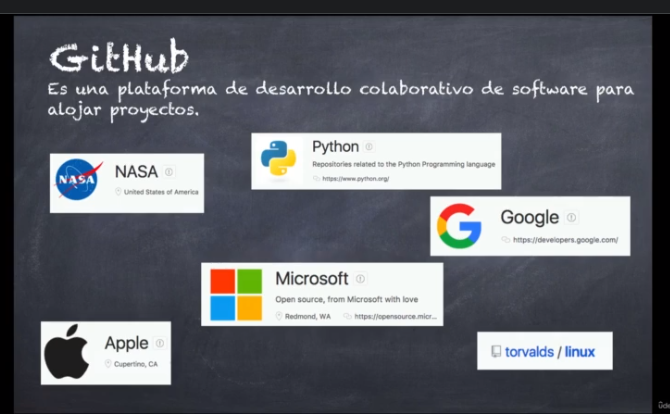 GitHub
Es una plataforma de desarrollo colaborativo de software para
alojar proyectos.
Python
Repositories related to the Python Programming language
https://www.python.org/
NASA
NASA
United States of America
Google
https://developers.google.com/
Microsoft
Open source, from Microsoft with love
Redmond, WA https://opensource.micr...
Apple
Cupertino, CA
torvalds / linux